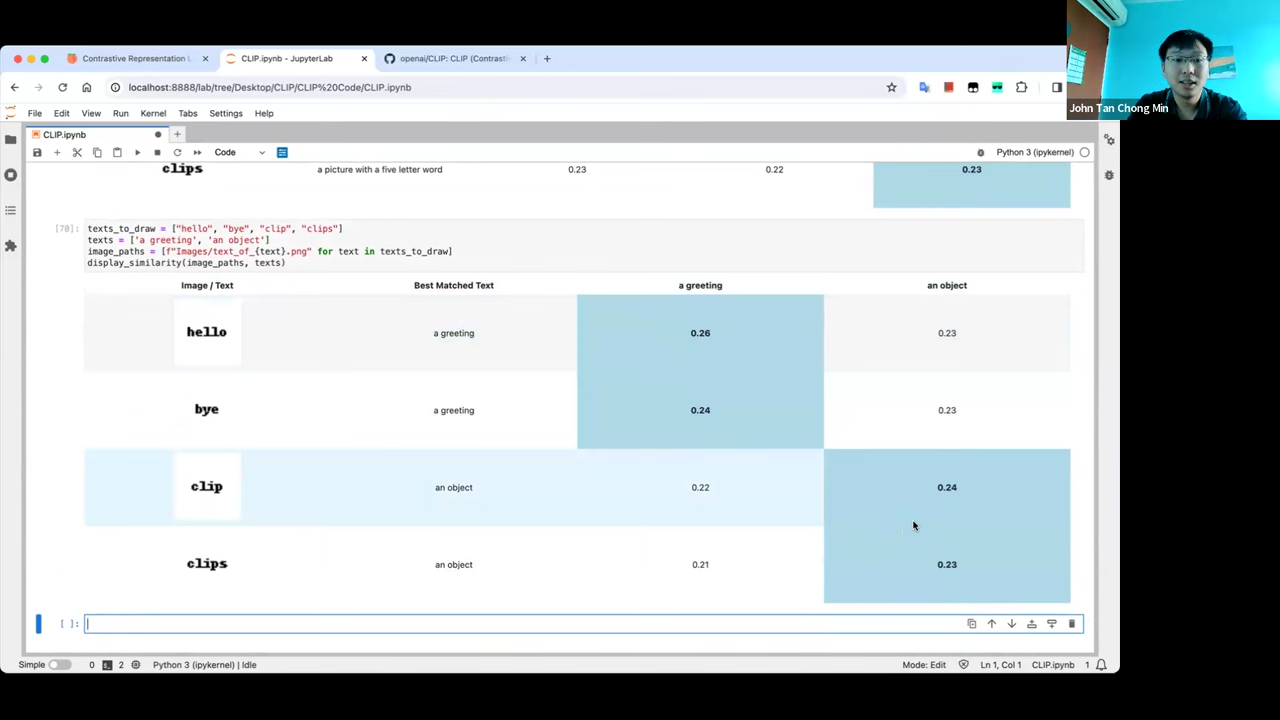 Contrastive Representation L
CLIP.ipynb - JupyterLab
openai/CLIP: CLIP (Contrasti
localhost:8888/lab/tree/Desktop/CLIP/CLIP%20Code/CLIP.ipynb
John Tan Chong Min
File Edit View Run Kernel Tabs Settings Help
CLIP.ipynb
Code
Python 3 (ipykernel)
clips a picture with a five letter word 0.23 0.22 0.23
[70]: texts_to_draw = ["hello", "bye", "clip", "clips"]
texts = ['a greeting', 'an object']
image_paths = [f"Images/text_of_{text}.png" for text in texts_to_draw]
display_similarity(image_paths, texts)
Image / Text Best Matched Text a greeting an object
hello a greeting 0.26 0.23
bye a greeting 0.24 0.23
clip an object 0.22 0.24
clips an object 0.21 0.23
[ ]:
Simple 0 2 Python 3 (ipykernel) | Idle Mode: Edit Ln 1, Col 1 CLIP.ipynb 1